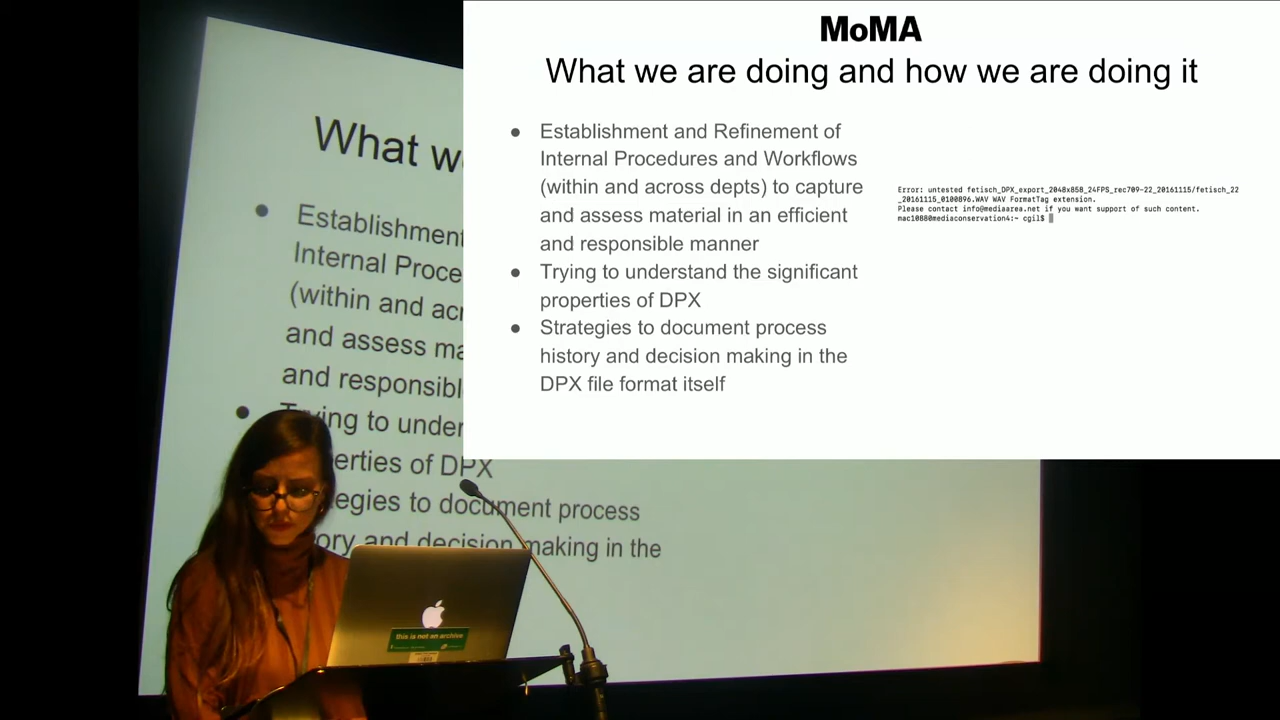 MoMA
What we are doing and how we are doing it
● Establishment and Refinement of
Internal Procedures and Workflows
(within and across depts) to capture
and assess material in an efficient
and responsible manner
● Trying to understand the significant
properties of DPX
● Strategies to document process
history and decision making in the
DPX file format itself
Error: untested fetisch_DPX_export_2048x858_24FPS_rec709-22_20161115/fetisch_22
_20161115_0100896.WAV WAV FormatTag extension.
Please contact info@mediaarea.net if you want support of such content.
mac10880mediaconservation4:~ cgil$
What w
● Establishment
Internal Proce
(within and acr
and assess ma
and responsibl
● Trying to under
erties of DPX
egies to document process
ory and decision making in the
this is not an archive